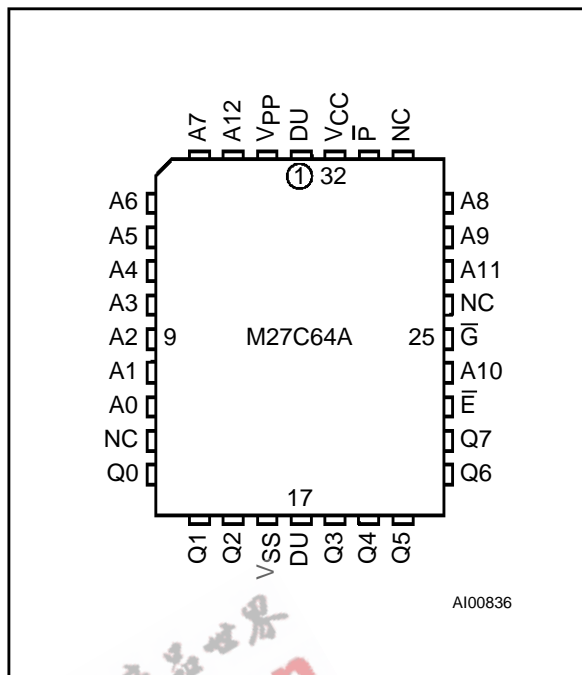 A7 A12 VPP DU VCC P̅ NC
1 32
A6 A8
A5 A9
A4 A11
A3 NC
A2 9 M27C64A 25 G̅
A1 A10
A0 E̅
NC Q7
Q0 Q6
17
Q1 Q2 VSS DU Q3 Q4 Q5
AI00836